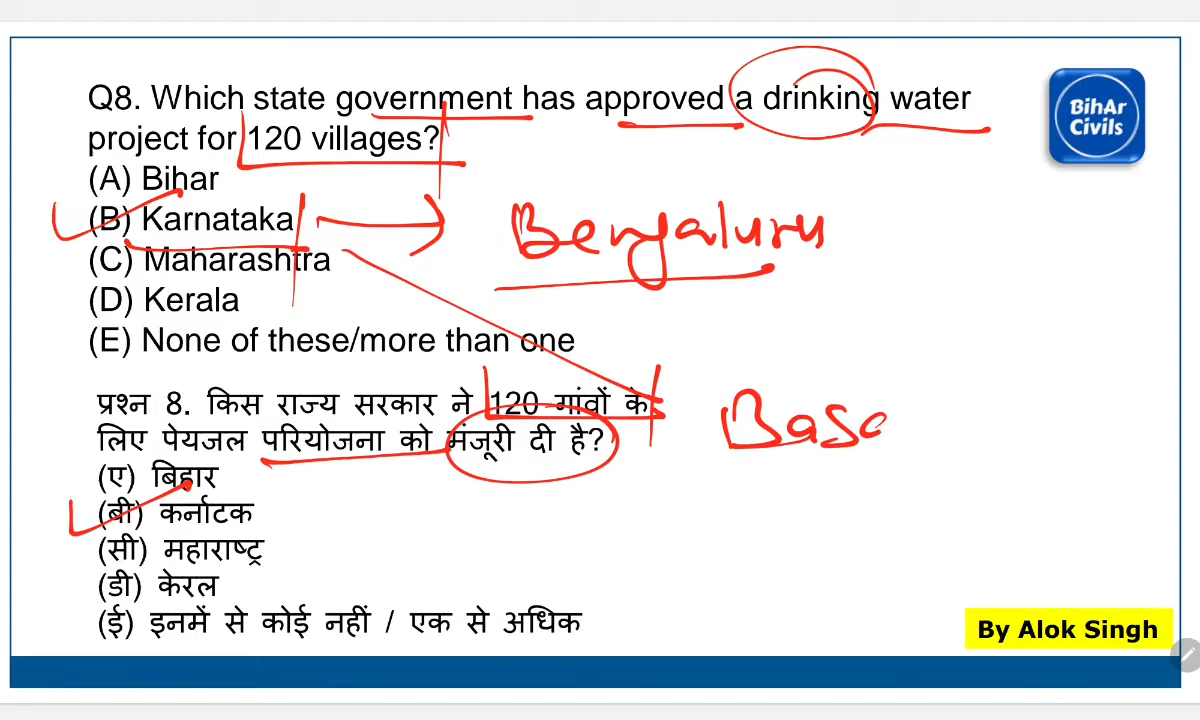 Q8. Which state government has approved a drinking water
project for 120 villages?
(A) Bihar
(B) Karnataka
(C) Maharashtra
(D) Kerala
(E) None of these/more than one
BihAr
Civils
Bengaluru
प्रश्न 8. किस राज्य सरकार ने 120 गांवों के
लिए पेयजल परियोजना को मंजूरी दी है?
(ए) बिहार
(बी) कर्नाटक
(सी) महाराष्ट्र
(डी) केरल
(ई) इनमें से कोई नहीं / एक से अधिक
Basa
By Alok Singh